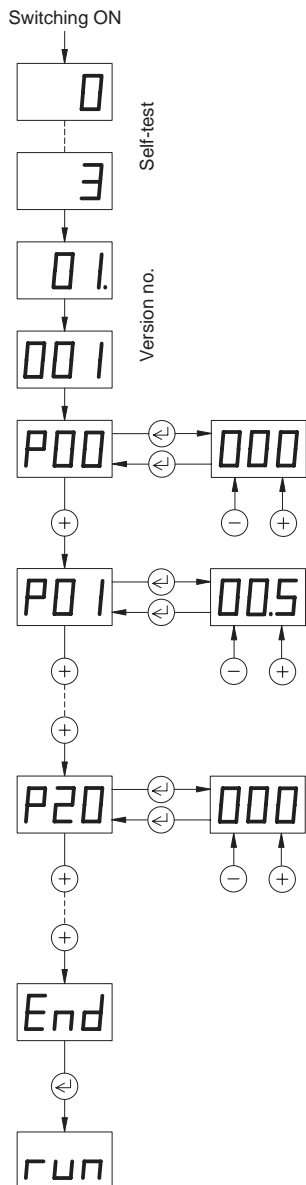 Switching ON
0
Self-test
3
01.
Version no.
001
P00 000
+ − +
P01 00.5
+ − +
+
P20 000
+ − +
+
End
run